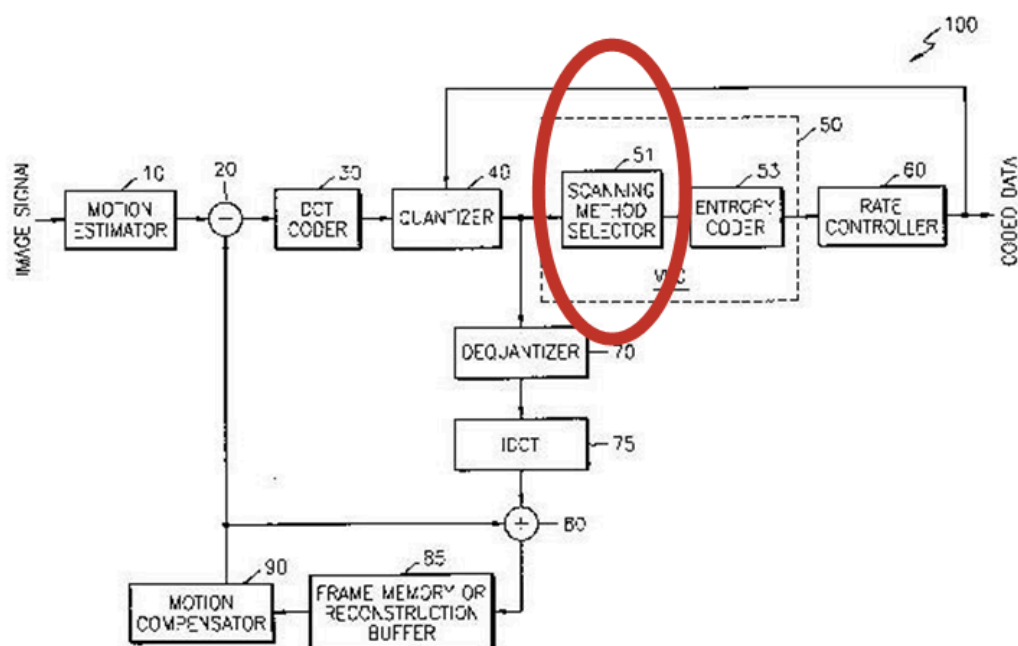 100
50
20
10
30
40
51
53
60
IMAGE SIGNAL
MOTION
ESTIMATOR
DCT
CODER
QUANTIZER
SCANNING
METHOD
SELECTOR
ENTROPY
CODER
RATE
CONTROLLER
CODED DATA
DEQUANTIZER
70
IDCT
75
80
90
85
MOTION
COMPENSATOR
FRAME MEMORY OR
RECONSTRUCTION
BUFFER